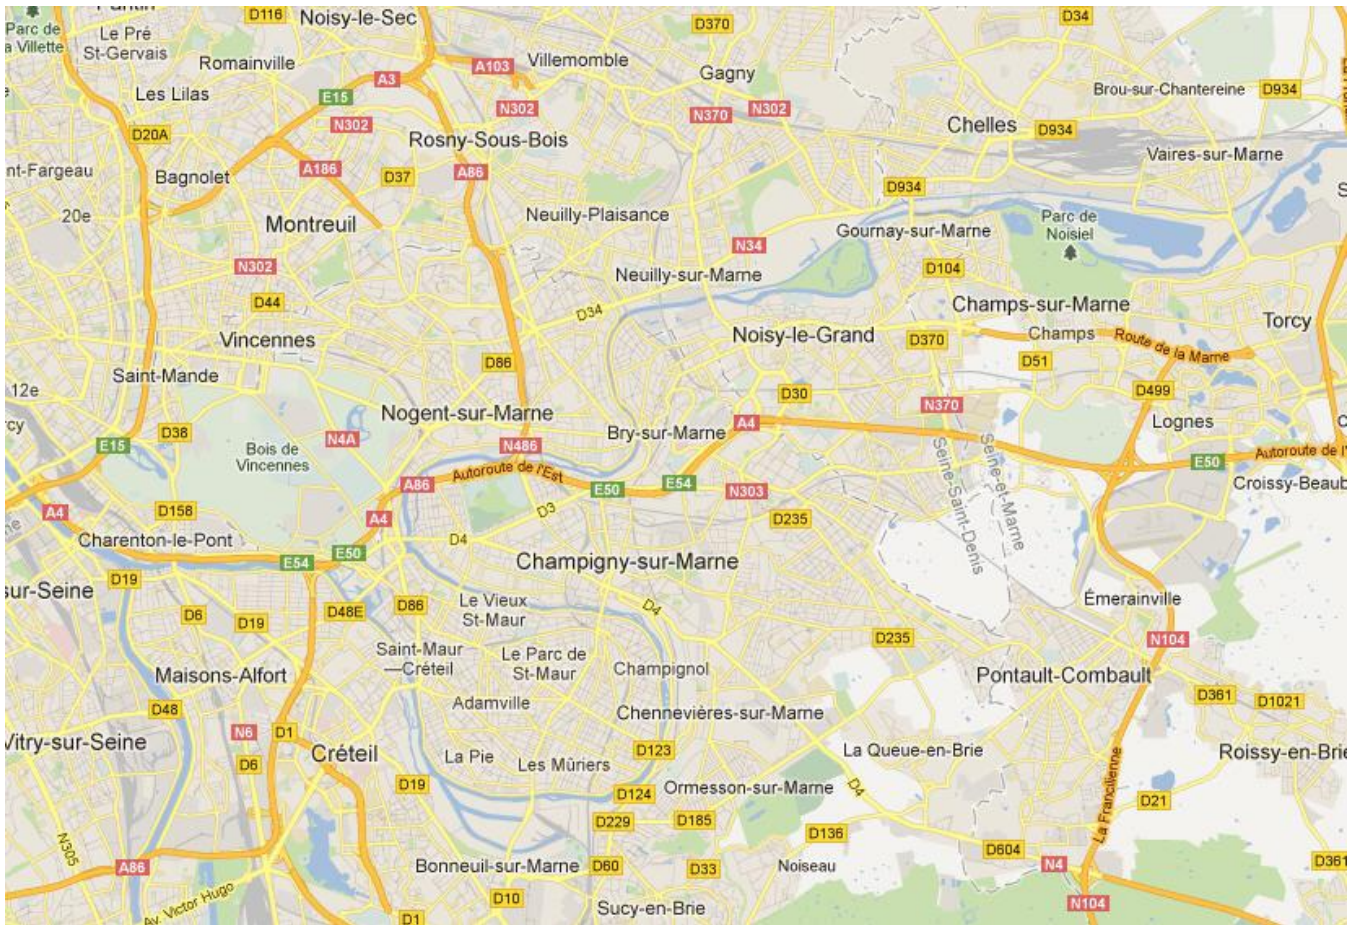 Pantin
D116
Noisy-le-Sec
D370
D34
Parc de
la Villette
Le Pré
St-Gervais
Romainville
A3
A103
Villemomble
Gagny
Brou-sur-Chantereine
D934
Les Lilas
E15
N302
N302
N370
N302
Chelles
D934
D20A
Rosny-Sous-Bois
Vaires-sur-Marne
nt-Fargeau
Bagnolet
A186
D37
A86
D934
20e
Montreuil
Neuilly-Plaisance
Gournay-sur-Marne
Parc de
Noisiel
N34
N302
Neuilly-sur-Marne
D104
D44
D34
Champs-sur-Marne
Vincennes
Noisy-le-Grand
D370
Champs
Route de la Marne
Torcy
D86
D51
Saint-Mande
12e
D30
D499
Nogent-sur-Marne
N370
Lognes
rcy
E15
D38
N4A
N486
Bry-sur-Marne
A4
Bois de
Vincennes
Autoroute de l'Est
E50
Autoroute de l'
Seine-Saint-Denis
Seine-et-Marne
A86
E50
E54
N303
Croissy-Beaub
A4
D158
A4
D3
D235
ne
Charenton-le-Pont
D4
E54
E50
Champigny-sur-Marne
D19
sur-Seine
D6
D19
D48E
D86
Le Vieux
St-Maur
D4
Émerainville
D235
N104
Saint-Maur
—Créteil
Le Parc de
St-Maur
Champignol
Maisons-Alfort
Pontault-Combault
Adamville
D361
D1021
D48
Chennevières-sur-Marne
N6
D1
Vitry-sur-Seine
Créteil
D123
La Queue-en-Brie
Roissy-en-Brie
La Pie
Les Mûriers
D6
D19
Ormesson-sur-Marne
D4
La Francilienne
D124
D21
D229
D185
D136
N305
D604
A86
Bonneuil-sur-Marne
D60
D33
Noiseau
N4
D361
Av. Victor Hugo
D10
N104
D1
Sucy-en-Brie